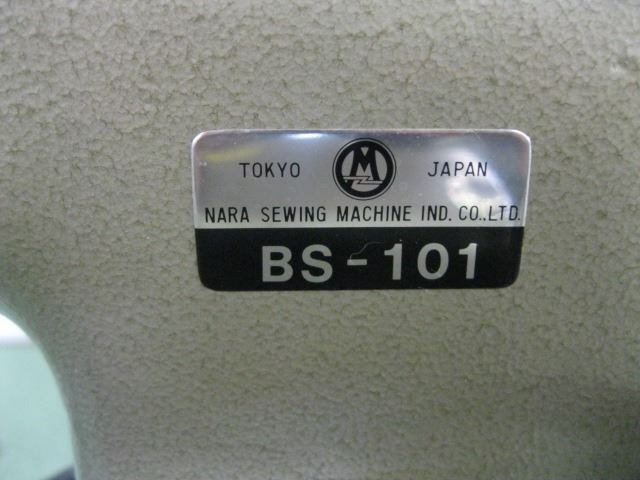 TOKYO M JAPAN
NARA SEWING MACHINE IND. CO.,LTD.
BS-101